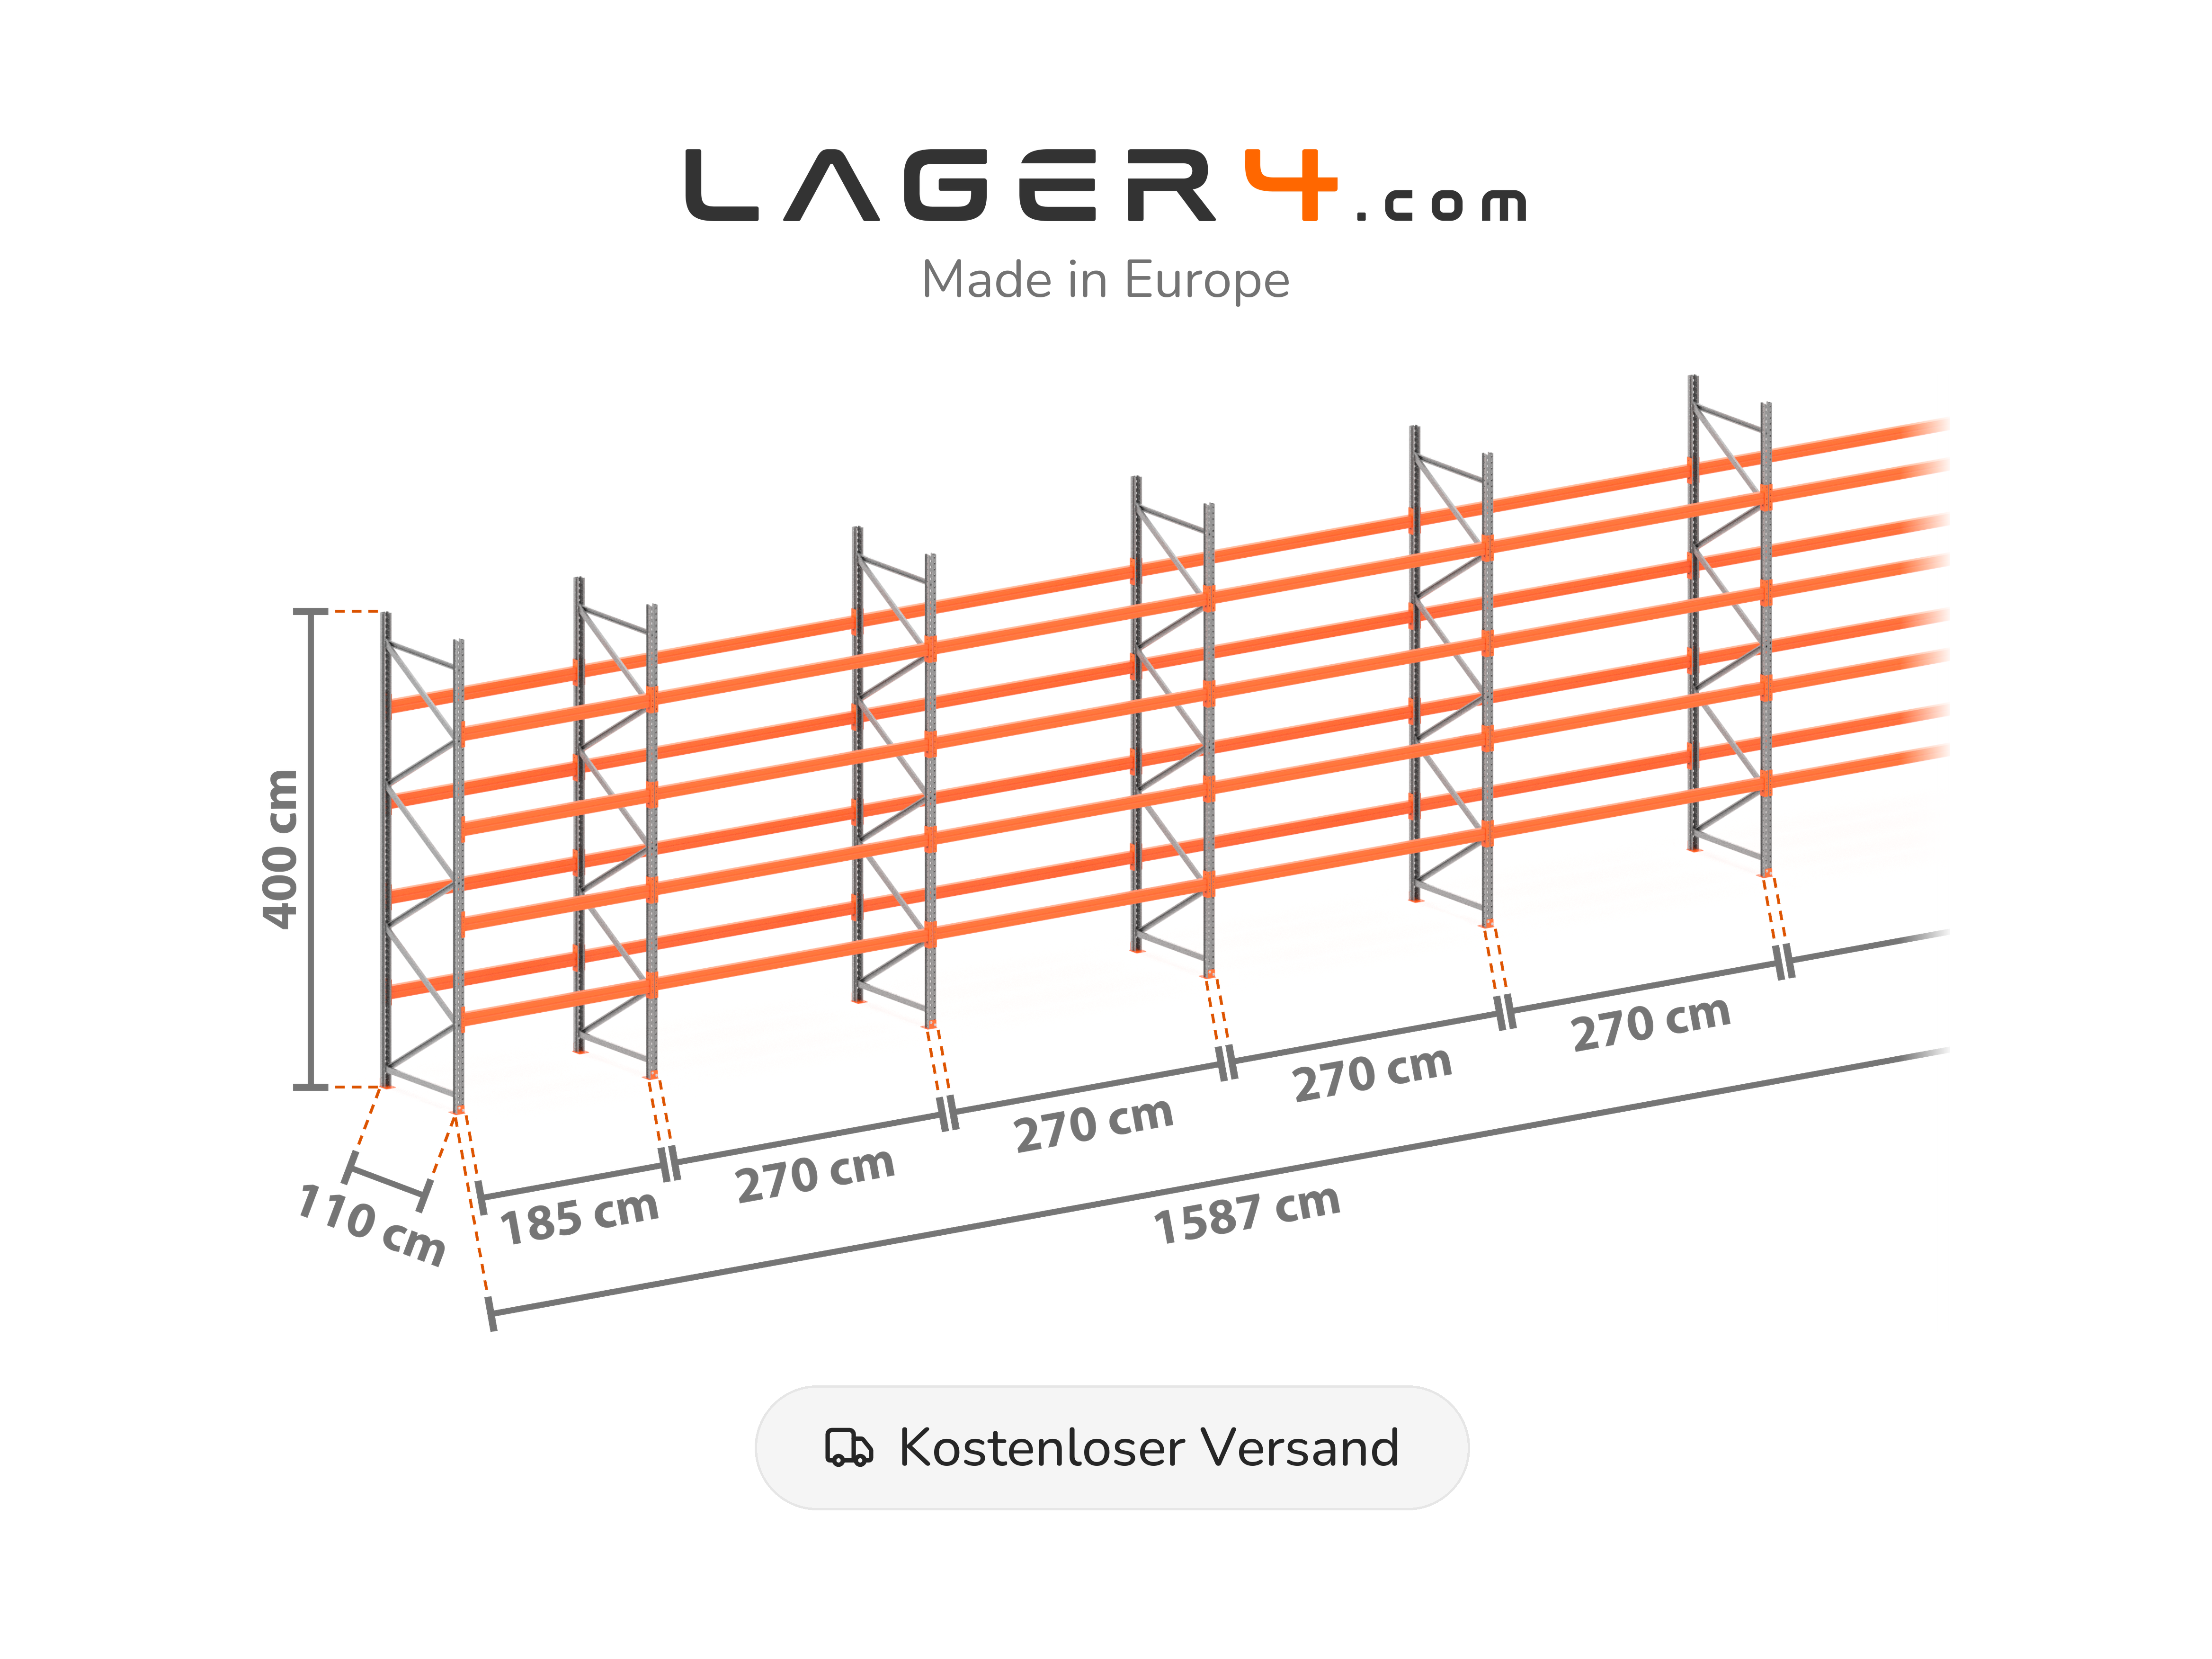 LAGER4.com
Made in Europe
400 cm
110 cm
185 cm
270 cm
270 cm
270 cm
270 cm
1587 cm
Kostenloser Versand